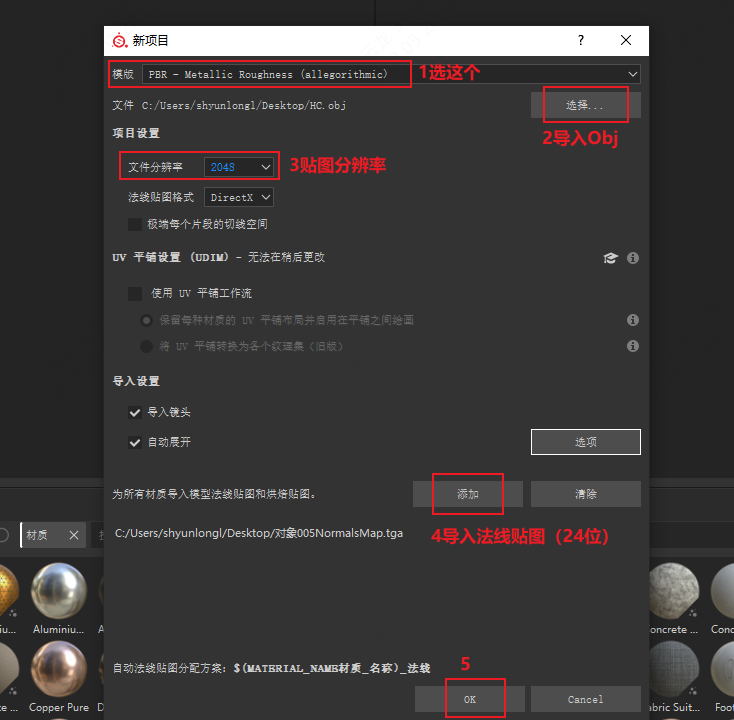 新项目
?
模版 PBR - Metallic Roughness (allegorithmic) 1选这个
文件 C:/Users/shyunlongl/Desktop/HC.obj 选择...
2导入Obj
项目设置
文件分辨率 2048 3贴图分辨率
法线贴图格式 DirectX
极端每个片段的切线空间
UV 平铺设置 (UDIM) - 无法在稍后更改
使用 UV 平铺工作流
保留每种材质的 UV 平铺布局并启用在平铺之间绘画
将 UV 平铺转换为各个纹理集（旧版）
导入设置
导入镜头
自动展开 选项
为所有材质导入模型法线贴图和烘焙贴图。 添加 清除
C:/Users/shyunlongl/Desktop/对象005NormalsMap.tga
4导入法线贴图（24位）
材质
Aluminiu...
oncrete ...
自动法线贴图分配方案: $(MATERIAL_NAME材质_名称)_法线
5
OK Cancel
Copper Pure
bric Suit...